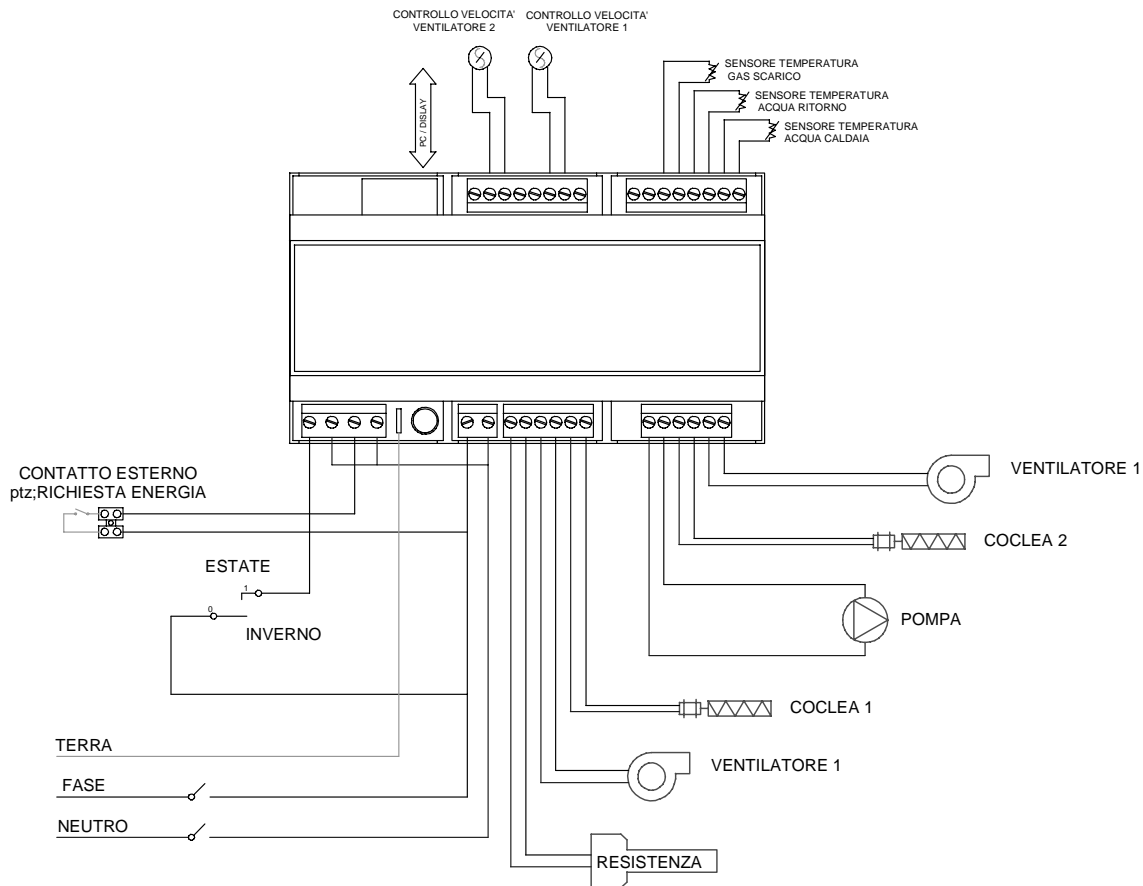 CONTROLLO VELOCITA'
VENTILATORE 2
CONTROLLO VELOCITA'
VENTILATORE 1
PC / DISLAY
SENSORE TEMPERATURA
GAS SCARICO
SENSORE TEMPERATURA
ACQUA RITORNO
SENSORE TEMPERATURA
ACQUA CALDAIA
CONTATTO ESTERNO
ptz;RICHIESTA ENERGIA
VENTILATORE 1
COCLEA 2
ESTATE
1
0
INVERNO
POMPA
COCLEA 1
TERRA
VENTILATORE 1
FASE
NEUTRO
RESISTENZA